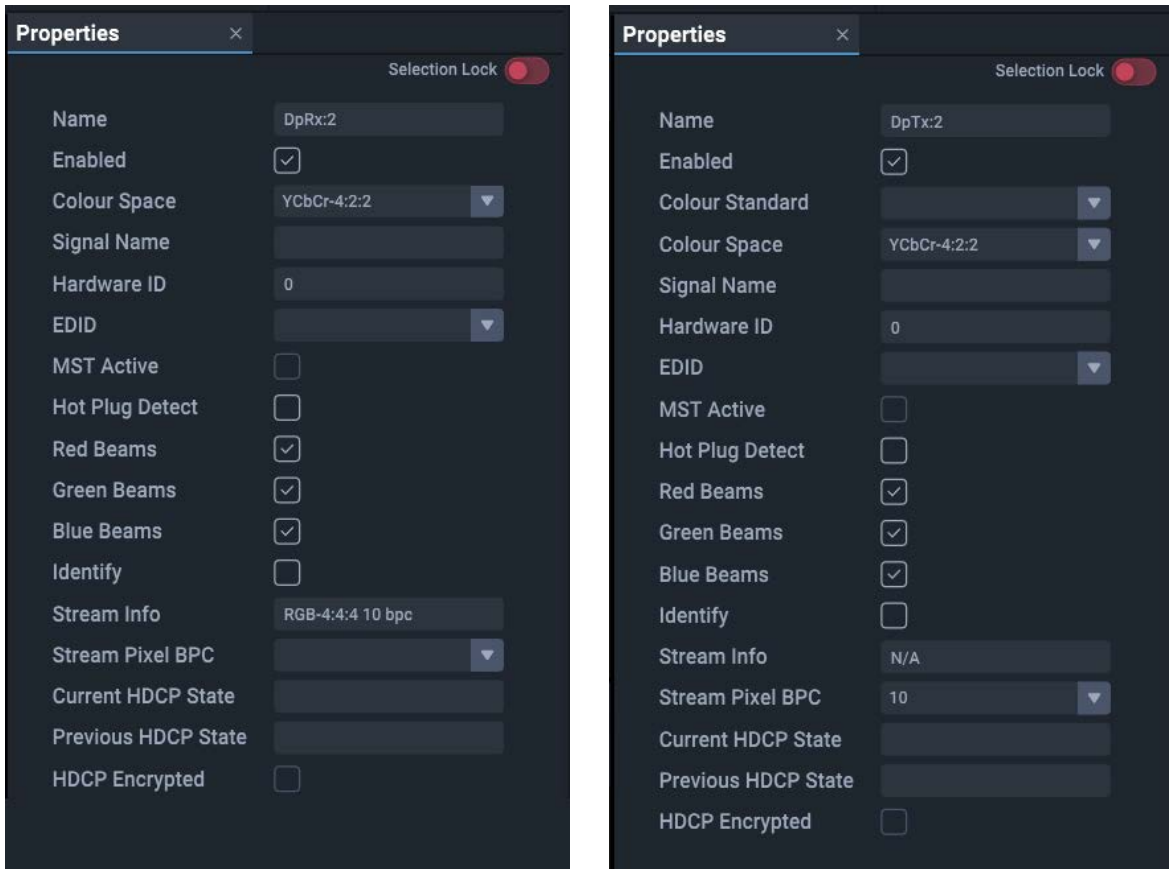 Properties ×
Selection Lock
Name DpRx:2
Enabled
Colour Space YCbCr-4:2:2
Signal Name
Hardware ID 0
EDID
MST Active
Hot Plug Detect
Red Beams
Green Beams
Blue Beams
Identify
Stream Info RGB-4:4:4 10 bpc
Stream Pixel BPC
Current HDCP State
Previous HDCP State
HDCP Encrypted
Properties ×
Selection Lock
Name DpTx:2
Enabled
Colour Standard
Colour Space YCbCr-4:2:2
Signal Name
Hardware ID 0
EDID
MST Active
Hot Plug Detect
Red Beams
Green Beams
Blue Beams
Identify
Stream Info N/A
Stream Pixel BPC 10
Current HDCP State
Previous HDCP State
HDCP Encrypted